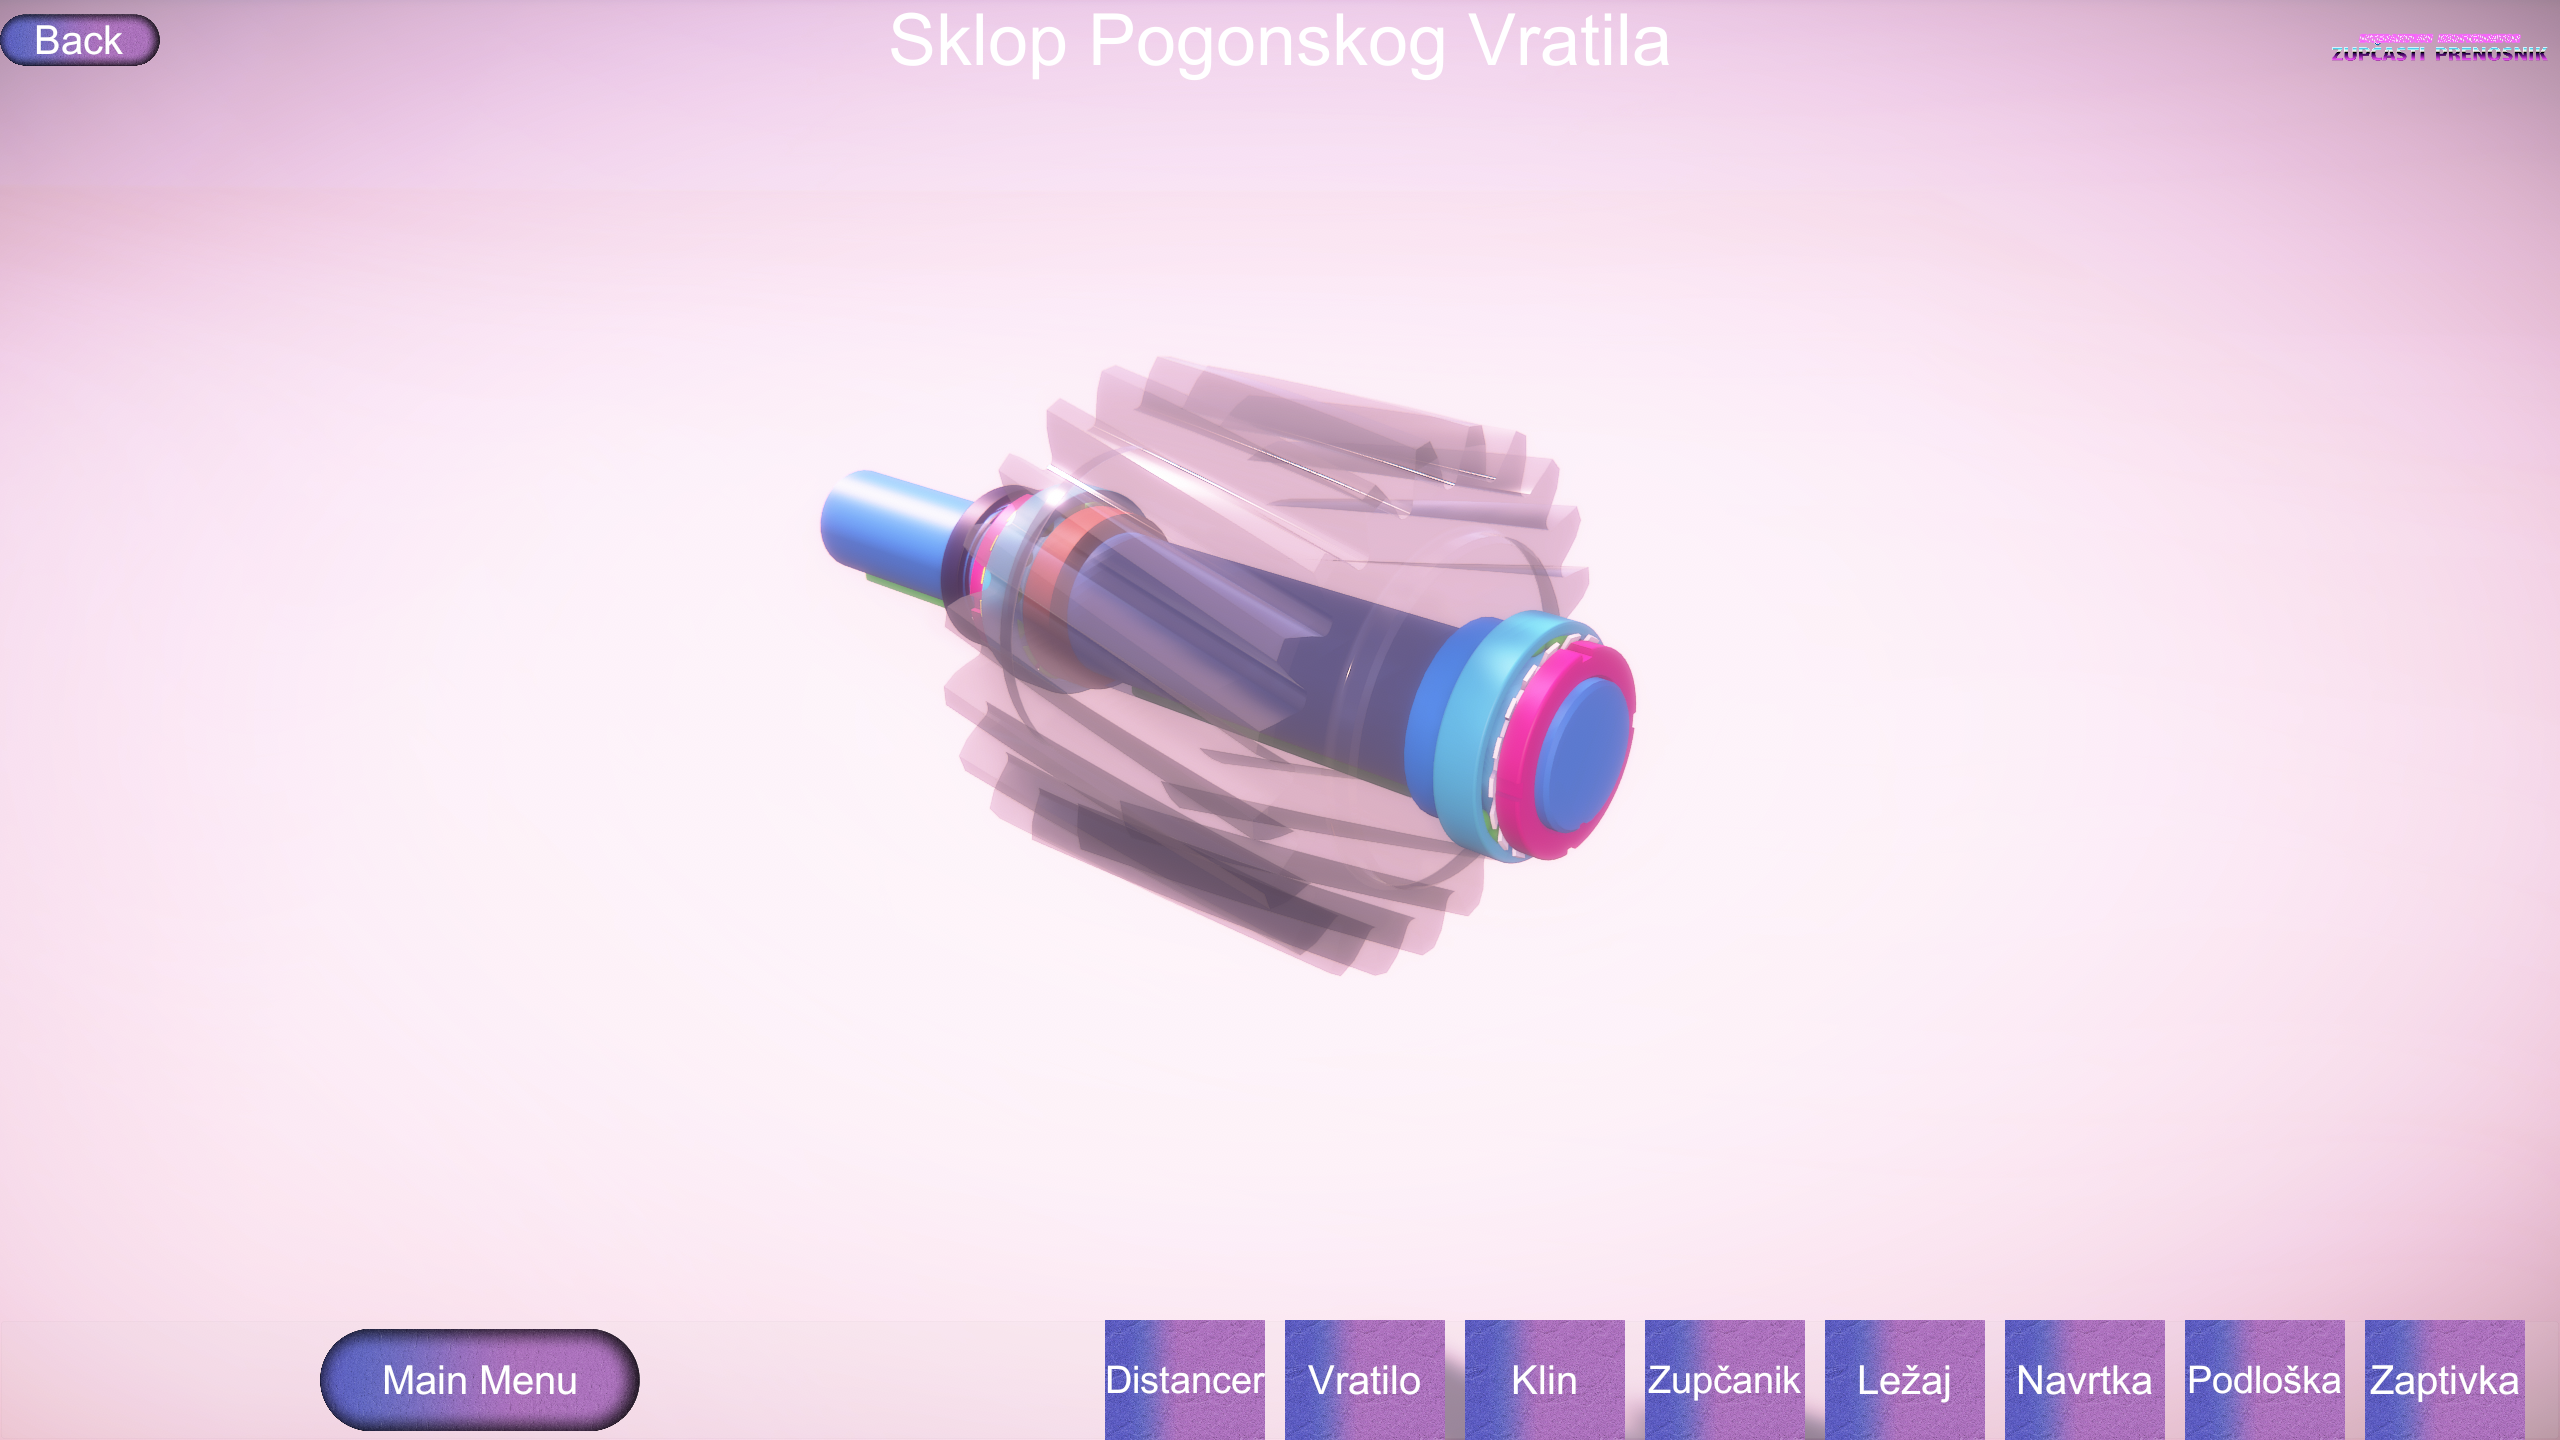 Back
Sklop Pogonskog Vratila
ZUPČASTI PRENOSNIK
Main Menu
Distancer
Vratilo
Klin
Zupčanik
Ležaj
Navrtka
Podloška
Zaptivka